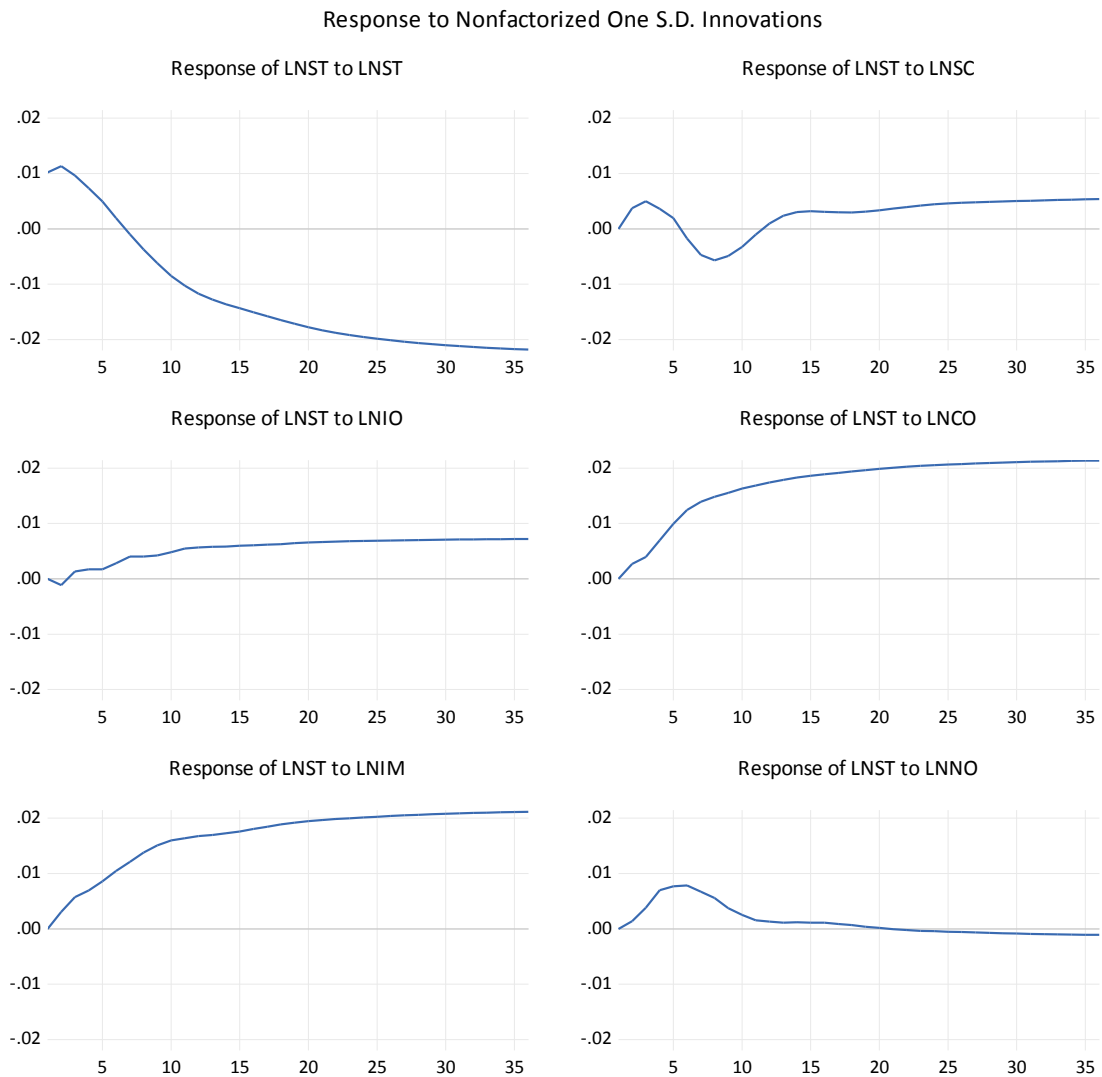 Response to Nonfactorized One S.D. Innovations
Response of LNST to LNST
.02
.01
.00
-.01
-.02
5 10 15 20 25 30 35
Response of LNST to LNSC
.02
.01
.00
-.01
-.02
5 10 15 20 25 30 35
Response of LNST to LNIO
.02
.01
.00
-.01
-.02
5 10 15 20 25 30 35
Response of LNST to LNCO
.02
.01
.00
-.01
-.02
5 10 15 20 25 30 35
Response of LNST to LNIM
.02
.01
.00
-.01
-.02
5 10 15 20 25 30 35
Response of LNST to LNNO
.02
.01
.00
-.01
-.02
5 10 15 20 25 30 35